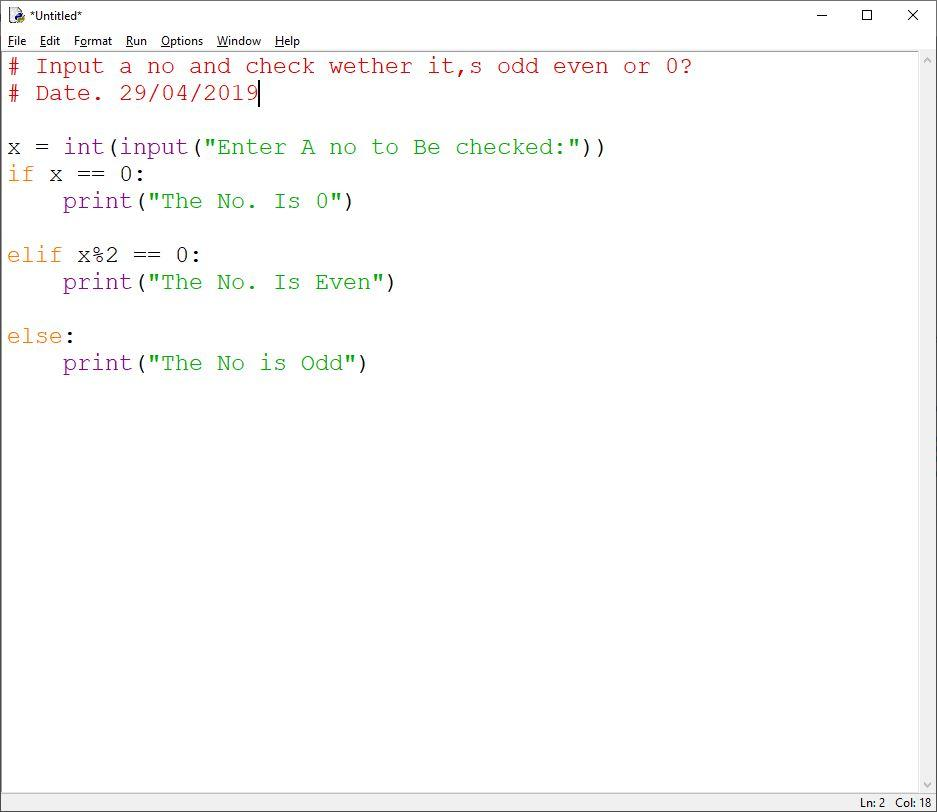 *Untitled*
File Edit Format Run Options Window Help
# Input a no and check wether it,s odd even or 0?
# Date. 29/04/2019
x = int(input("Enter A no to Be checked:"))
if x == 0:
    print("The No. Is 0")
elif x%2 == 0:
    print("The No. Is Even")
else:
    print("The No is Odd")
Ln: 2 Col: 18